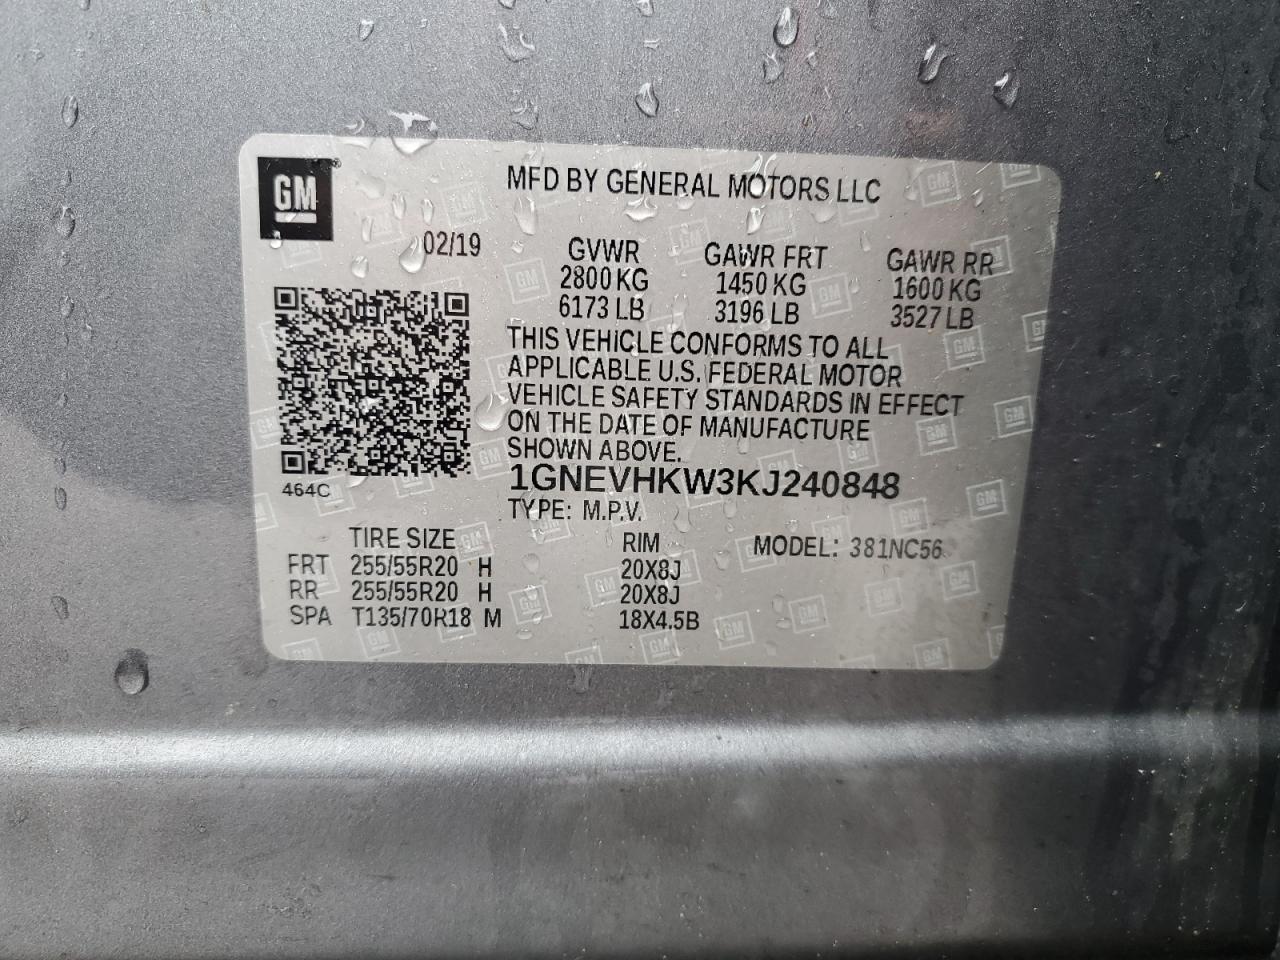 GM
MFD BY GENERAL MOTORS LLC
02/19
GVWR GAWR FRT GAWR RR
2800 KG 1450 KG 1600 KG
6173 LB 3196 LB 3527 LB
THIS VEHICLE CONFORMS TO ALL
APPLICABLE U.S. FEDERAL MOTOR
VEHICLE SAFETY STANDARDS IN EFFECT
ON THE DATE OF MANUFACTURE
SHOWN ABOVE.
464C
1GNEVHKW3KJ240848
TYPE: M.P.V.
TIRE SIZE RIM MODEL: 381NC56
FRT 255/55R20 H 20X8J
RR 255/55R20 H 20X8J
SPA T135/70R18 M 18X4.5B